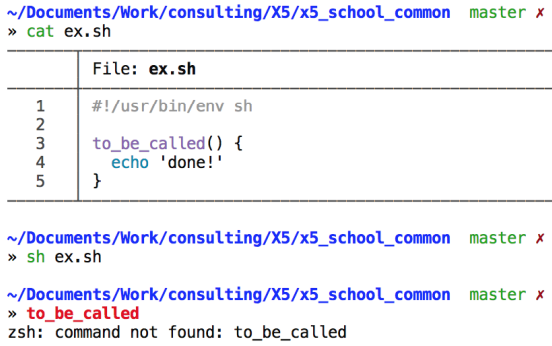 ~/Documents/Work/consulting/X5/x5_school_common master ✗
» cat ex.sh
File: ex.sh
1 #!/usr/bin/env sh
2
3 to_be_called() {
4 echo 'done!'
5 }
~/Documents/Work/consulting/X5/x5_school_common master ✗
» sh ex.sh
~/Documents/Work/consulting/X5/x5_school_common master ✗
» to_be_called
zsh: command not found: to_be_called